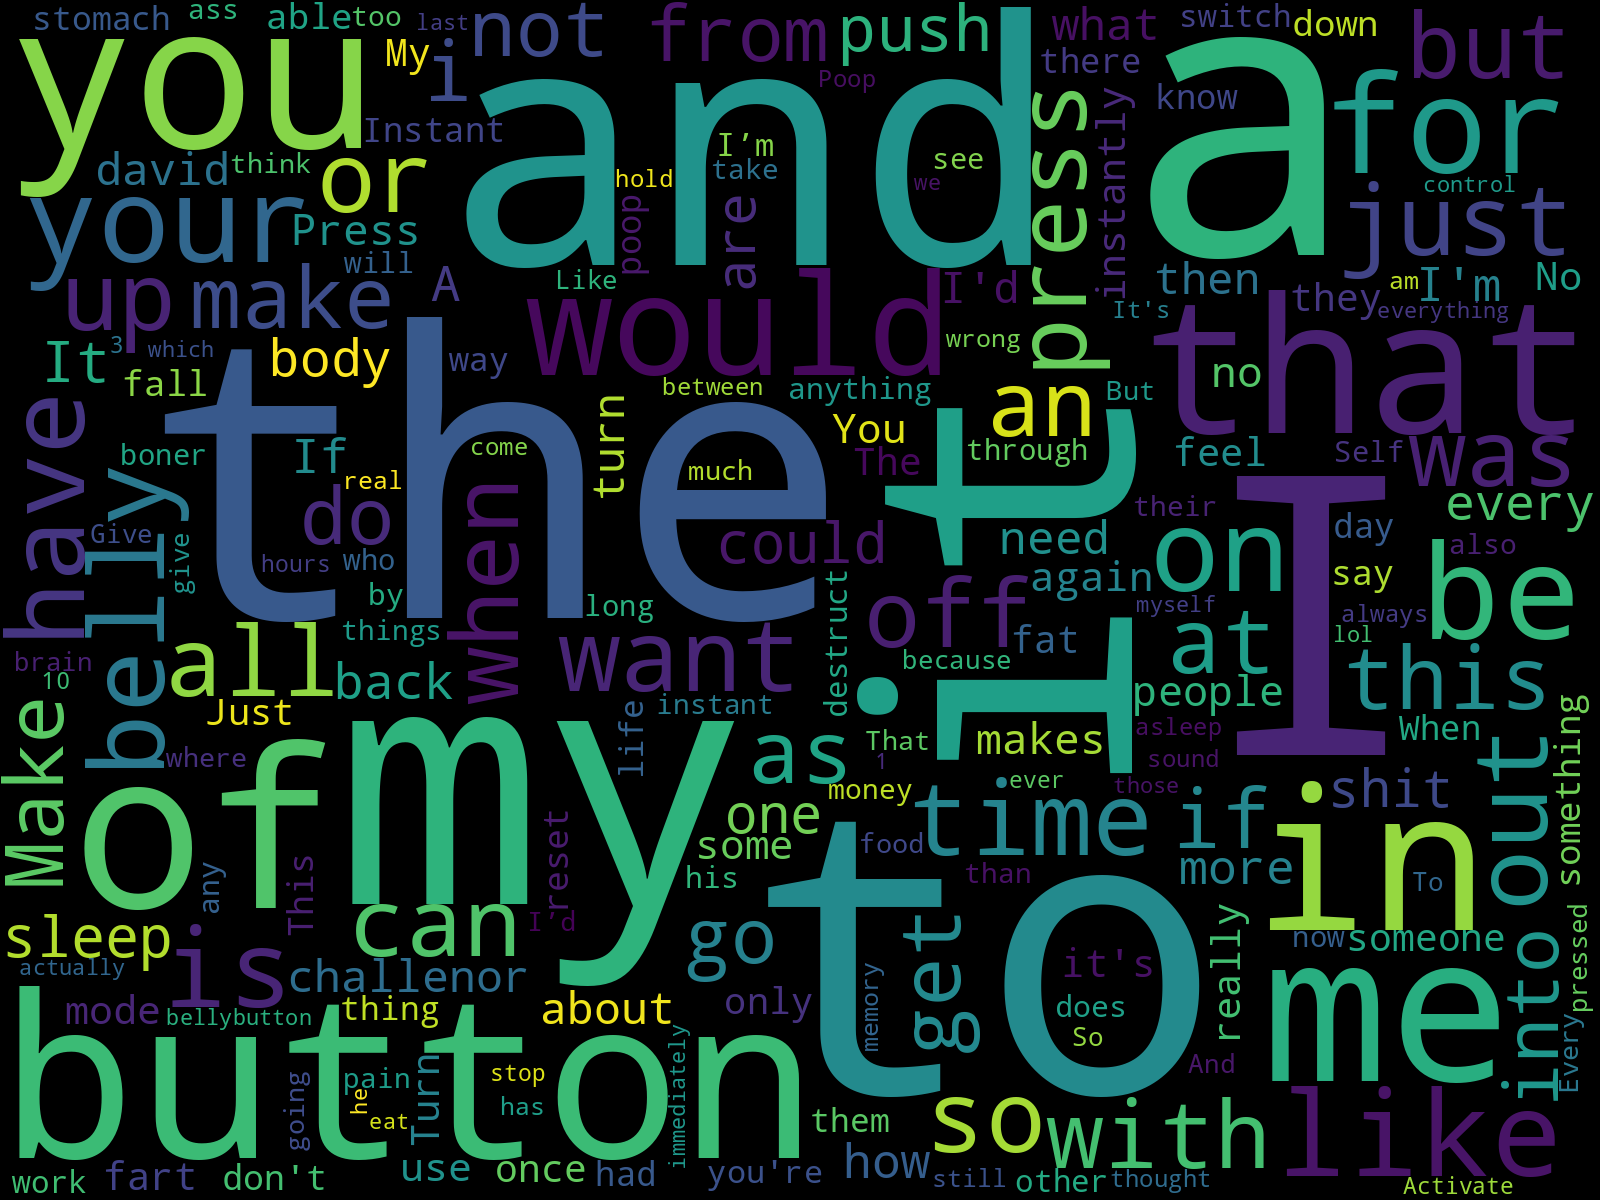 stomach ass able too last not from push what switch down but
you My i and Poop there a for
Instant I'm know
david think or hold take see we press instantly control just
your Press poop are
will Like then they I'm No
up make A would I'd It's am everything that
It 3 which body way wrong no
fall the between anything an But
have boner If come turn much You The through it feel Self was
belly real do when could need their on day every
Give give hours who off again say also be
by long destruct myself always
things at lol
brain all want because fat this
10 back people
Make Just life instant as That makes asleep When I something
where of my 1 sound
ever those out
one money time if shit in
some food more
any This can reset his than To
sleep is I'd go get it's really now someone into
actually challenor to me pressed
mode bellybutton thing about only memory does
button So Every
going pain he stop Turn immediately And
eat has them so with like
work fart don't use once had you're how still other thought Activate